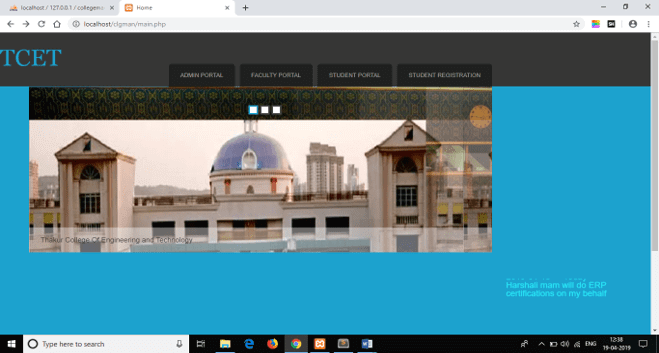 localhost / 127.0.0.1 / collegem
Home
localhost/clgman/main.php
TCET
ADMIN PORTAL
FACULTY PORTAL
STUDENT PORTAL
STUDENT REGISTRATION
Thakur College Of Engineering and Technology
Harshali mam will do ERP
certifications on my behalf
Type here to search
ENG
12:38
19-04-2019